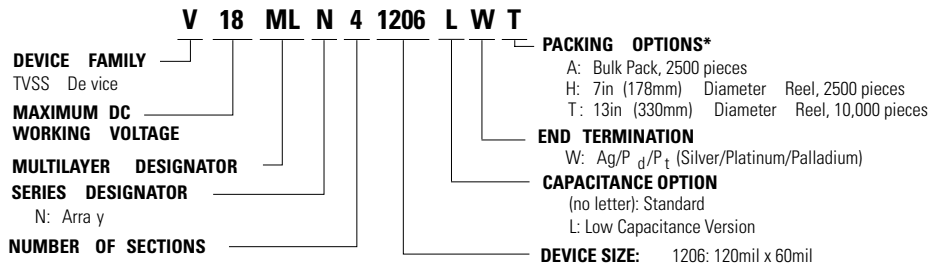 V 18 ML N 4 1206 L W T
DEVICE FAMILY
TVSS De vice
MAXIMUM DC
WORKING VOLTAGE
MULTILAYER DESIGNATOR
SERIES DESIGNATOR
N: Arra y
NUMBER OF SECTIONS
PACKING OPTIONS*
A: Bulk Pack, 2500 pieces
H: 7in (178mm) Diameter Reel, 2500 pieces
T: 13in (330mm) Diameter Reel, 10,000 pieces
END TERMINATION
W: Ag/P d/Pt (Silver/Platinum/Palladium)
CAPACITANCE OPTION
(no letter): Standard
L: Low Capacitance Version
DEVICE SIZE: 1206: 120mil x 60mil